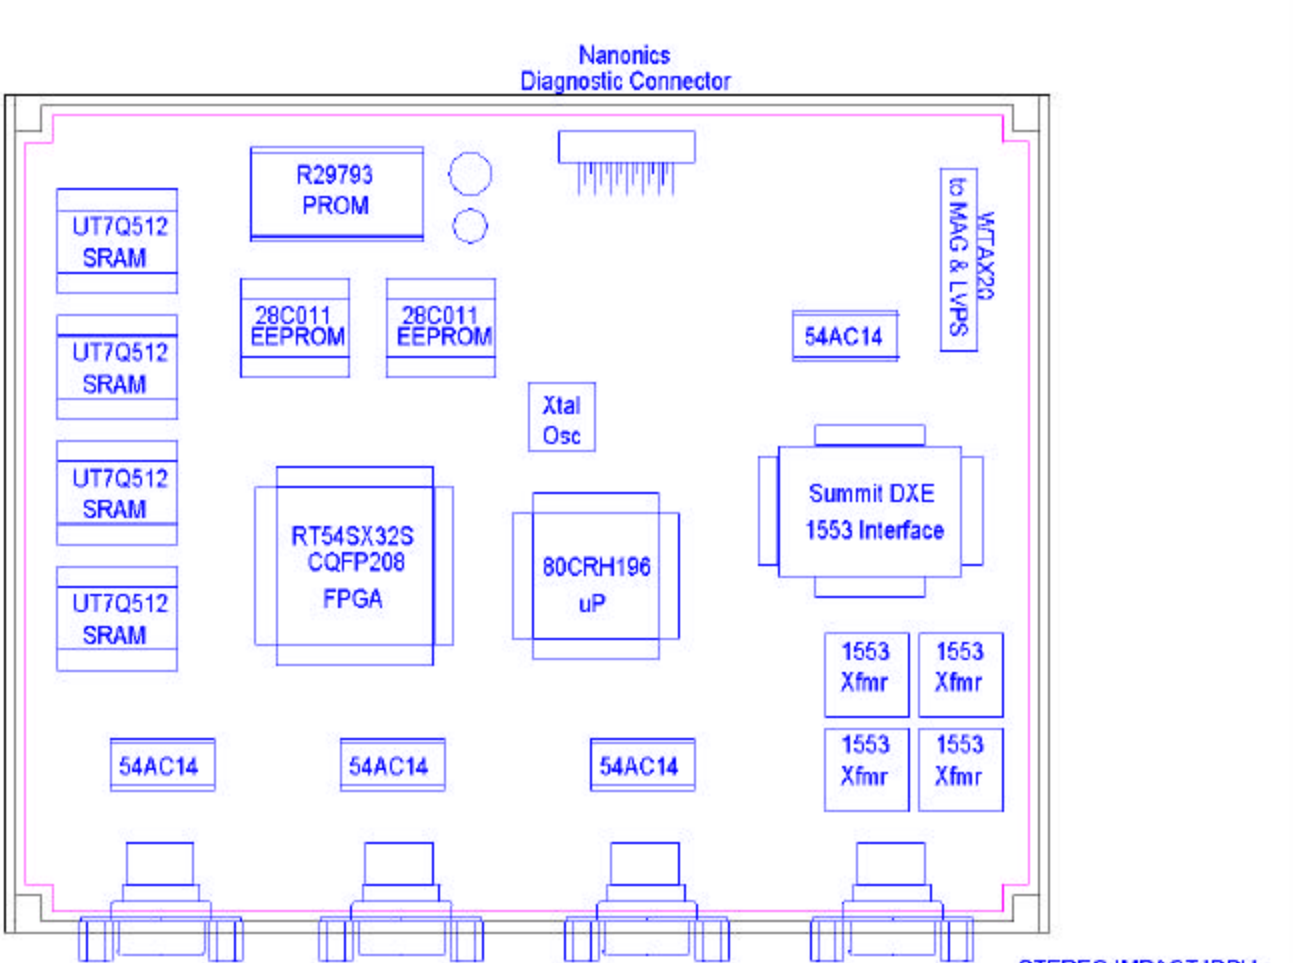 Nanonics
Diagnostic Connector
R29793
PROM
UT7Q512
SRAM
to MAG & LVPS
WTAX20
28C011
EEPROM
28C011
EEPROM
54AC14
UT7Q512
SRAM
Xtal
Osc
UT7Q512
SRAM
Summit DXE
1553 Interface
RT54SX32S
CQFP208
FPGA
80CRH196
uP
UT7Q512
SRAM
1553
Xfmr
1553
Xfmr
54AC14
54AC14
54AC14
1553
Xfmr
1553
Xfmr